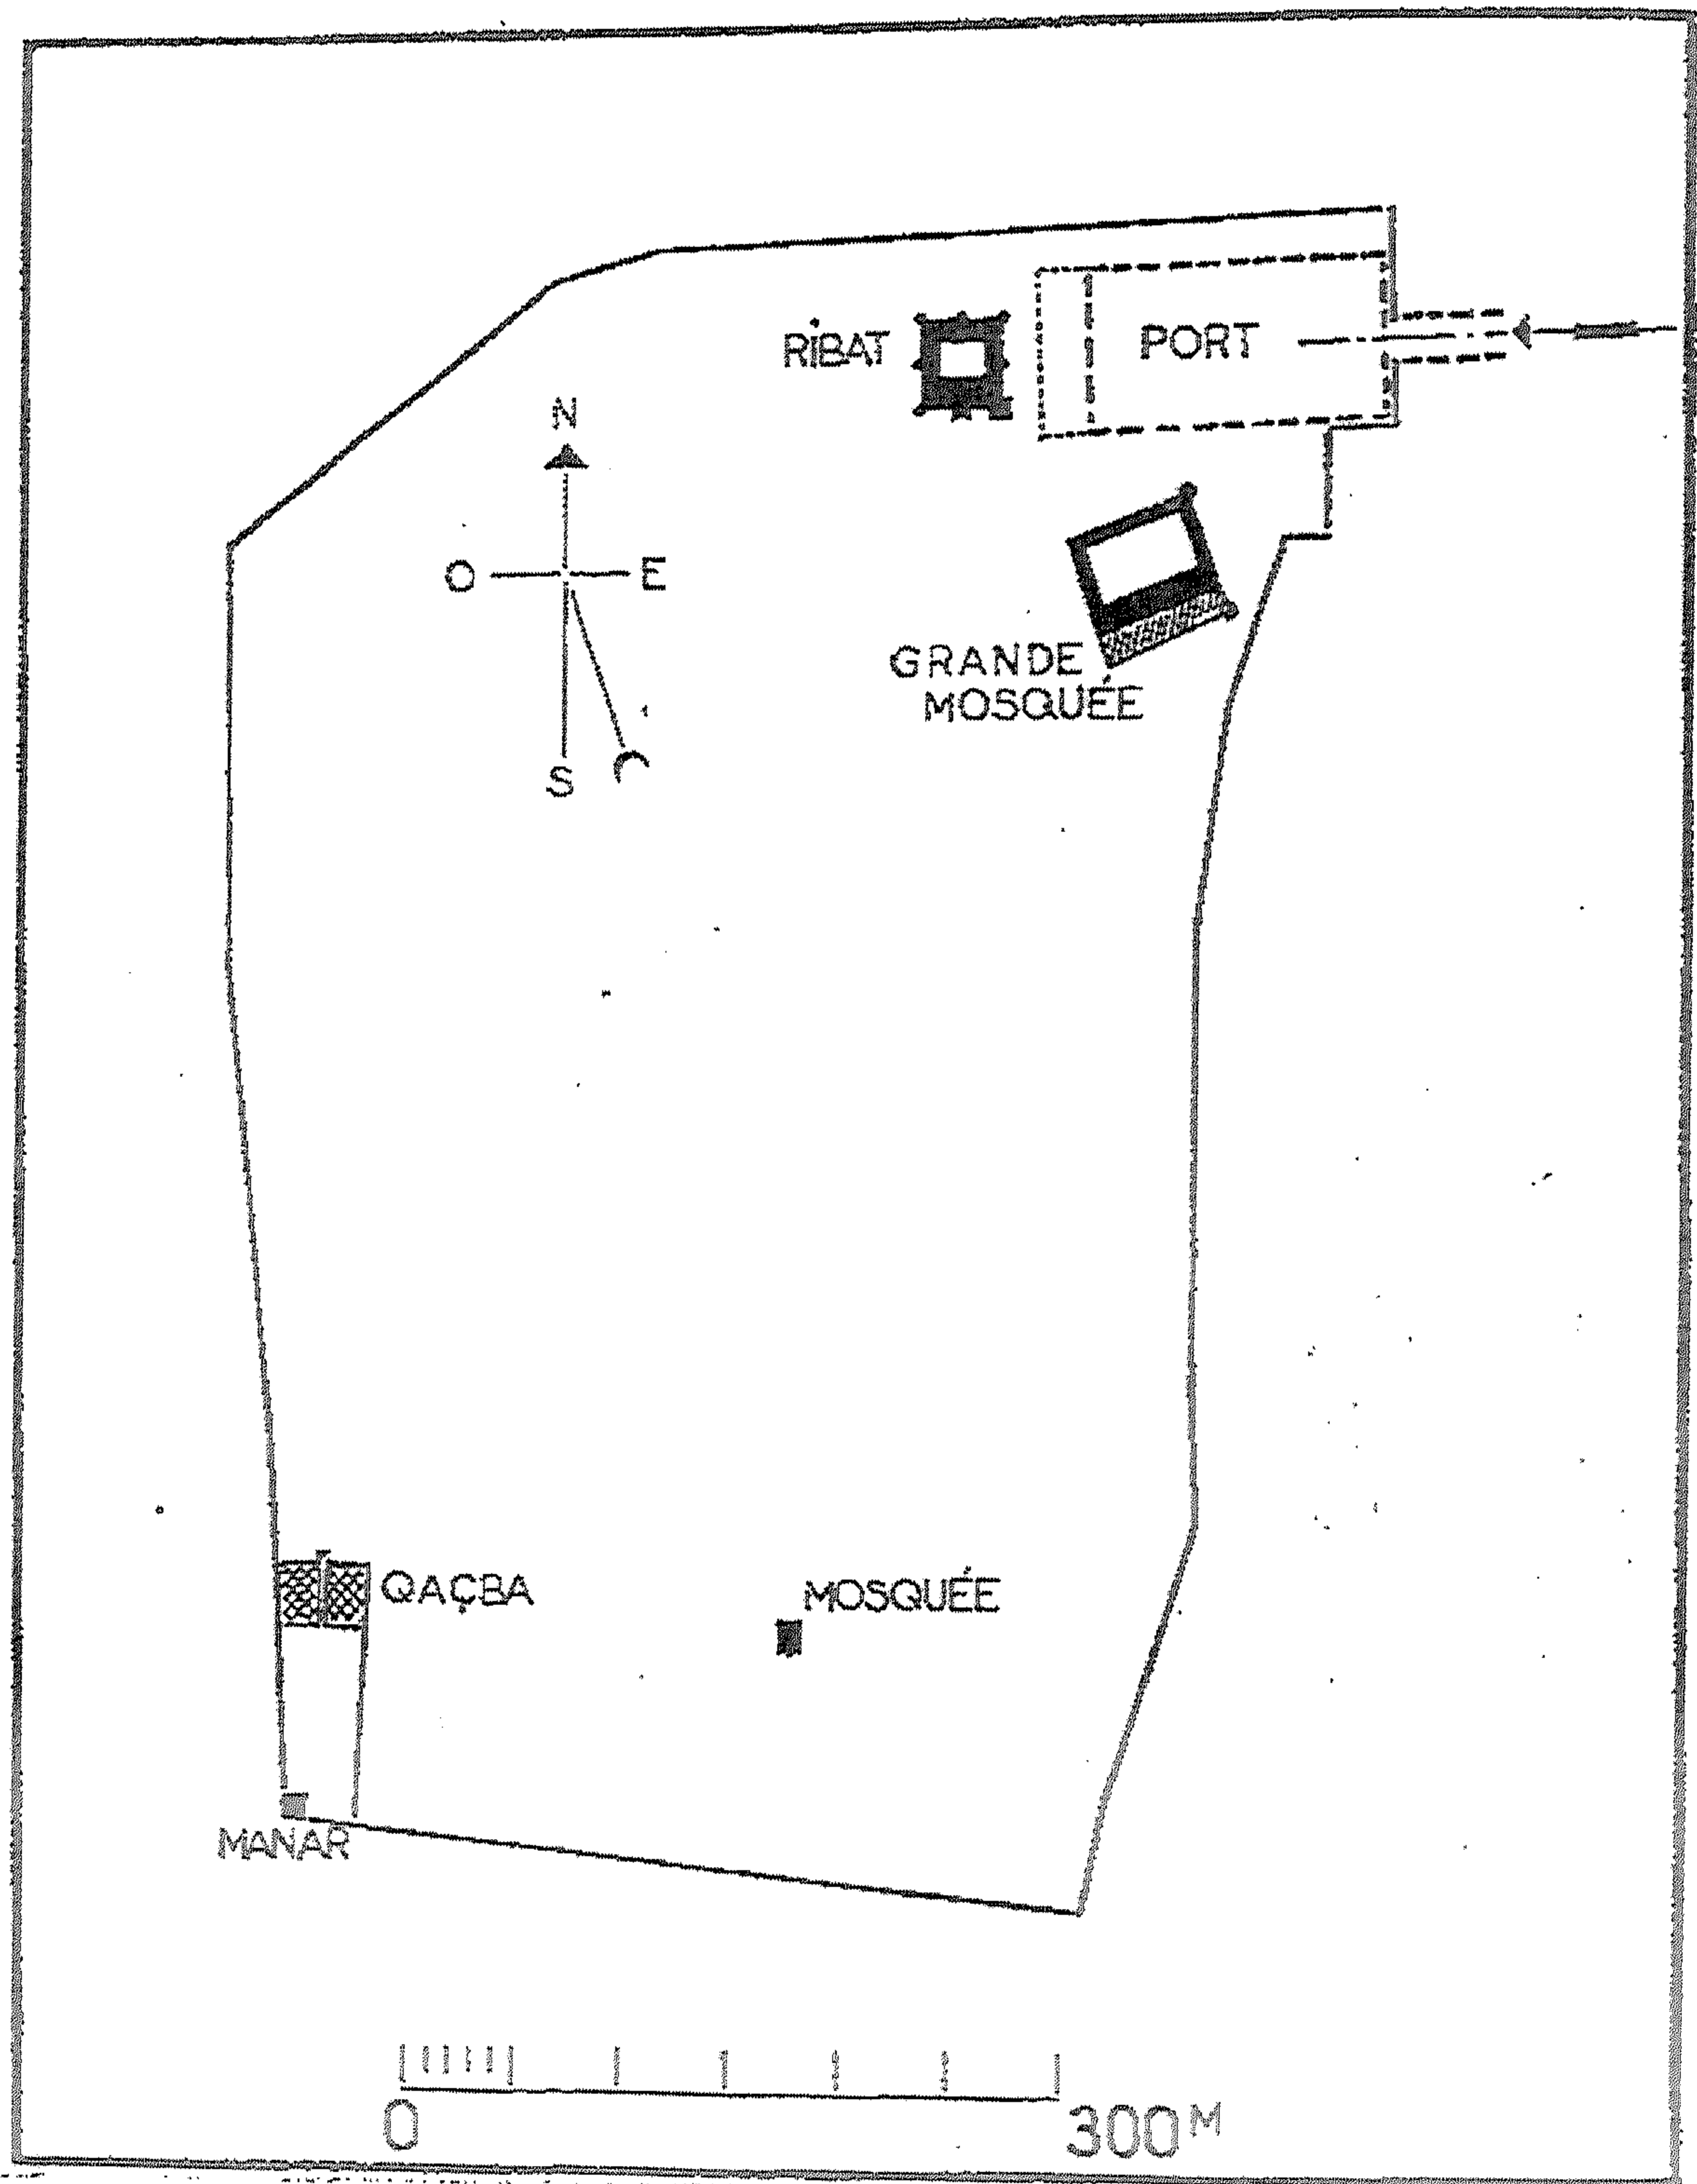 RIBAT
PORT
N
O
E
S
GRANDE
MOSQUÉE
QAÇBA
MOSQUÉE
MANAR
0
300M